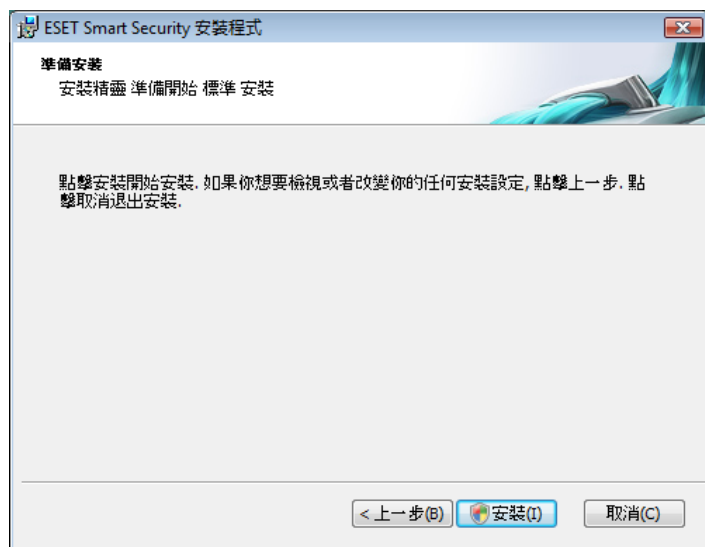 ESET Smart Security 安裝程式
準備安裝
安裝精靈 準備開始 標準 安裝
點擊安裝開始安裝. 如果你想要檢視或者改變你的任何安裝設定, 點擊上一步. 點
擊取消退出安裝.
< 上一步(B) 安裝(I) 取消(C)